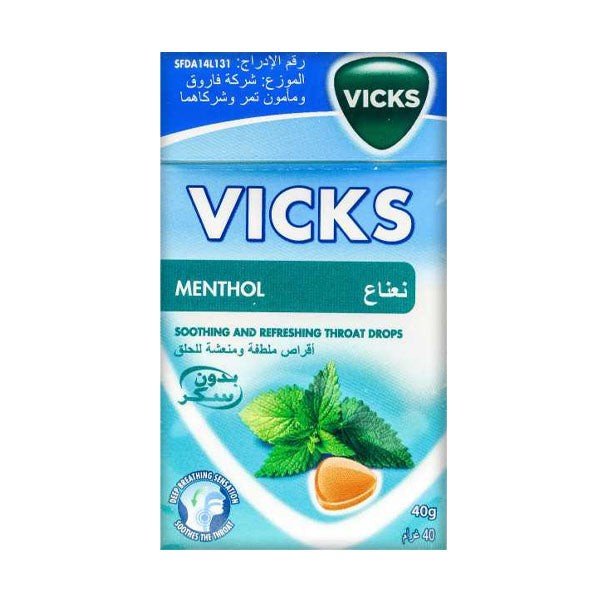 رقم الإدراج: SFDA14L131
الموزع: شركة فاروق
ومأمون تمر وشركاهما
VICKS
VICKS
MENTHOL نعناع
SOOTHING AND REFRESHING THROAT DROPS
أقراص ملطفة ومنعشة للحلق
بدون
سكر
DEEP BREATHING SENSATION
SOOTHES THE THROAT
40g
40 غرام